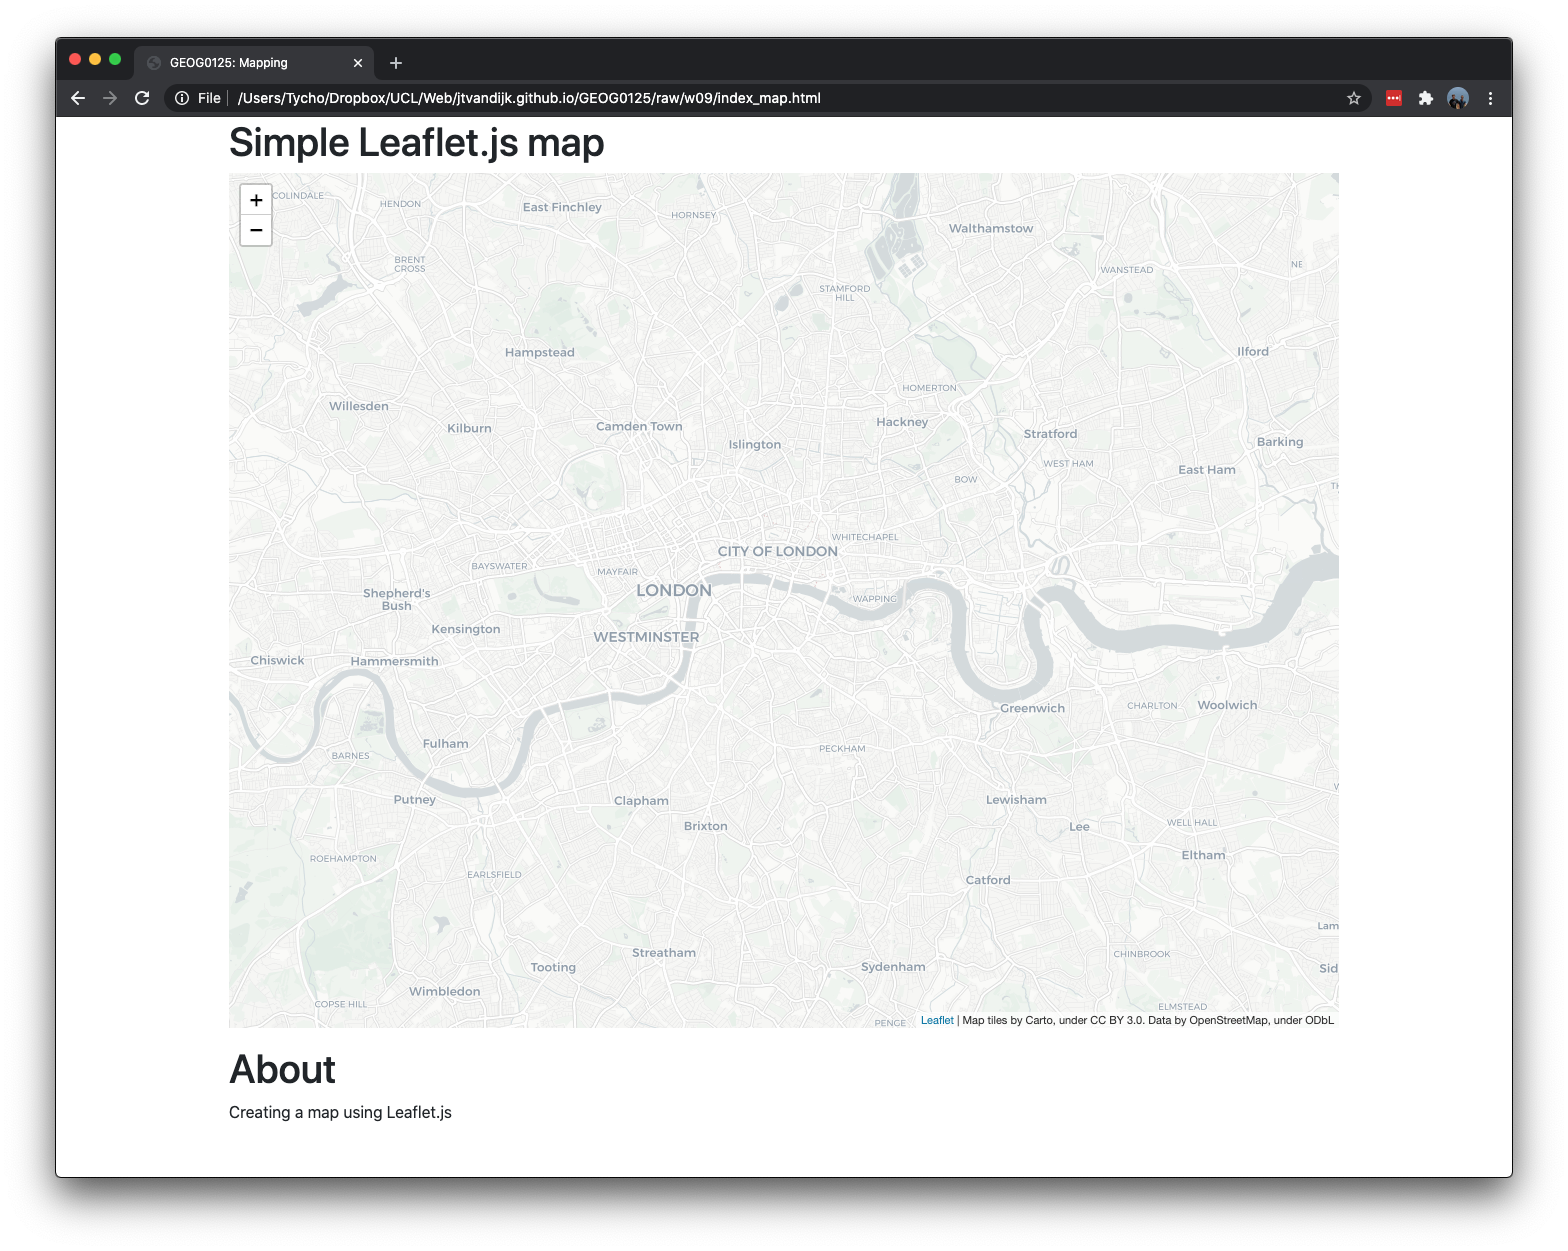 GEOG0125: Mapping
File
/Users/Tycho/Dropbox/UCL/Web/jtvandijk.github.io/GEOG0125/raw/w09/index_map.html
Simple Leaflet.js map
+
−
COLINDALE
HENDON
East Finchley
HORNSEY
Walthamstow
BRENT
CROSS
WANSTEAD
NE
STAMFORD
HILL
Hampstead
Ilford
HOMERTON
Willesden
Kilburn
Camden Town
Islington
Hackney
Stratford
Barking
WEST HAM
East Ham
BOW
TH
WHITECHAPEL
CITY OF LONDON
BAYSWATER
MAYFAIR
LONDON
Shepherd's
Bush
WAPPING
Kensington
WESTMINSTER
Chiswick
Hammersmith
Greenwich
CHARLTON
Woolwich
Fulham
BARNES
PECKHAM
Putney
Clapham
Lewisham
Brixton
Lee
WELL HALL
ROEHAMPTON
Eltham
EARLSFIELD
Catford
Lam
Streatham
CHINBROOK
Tooting
Sydenham
Sid
Wimbledon
COPSE HILL
ELMSTEAD
PENGE
Leaflet | Map tiles by Carto, under CC BY 3.0. Data by OpenStreetMap, under ODbL
About
Creating a map using Leaflet.js